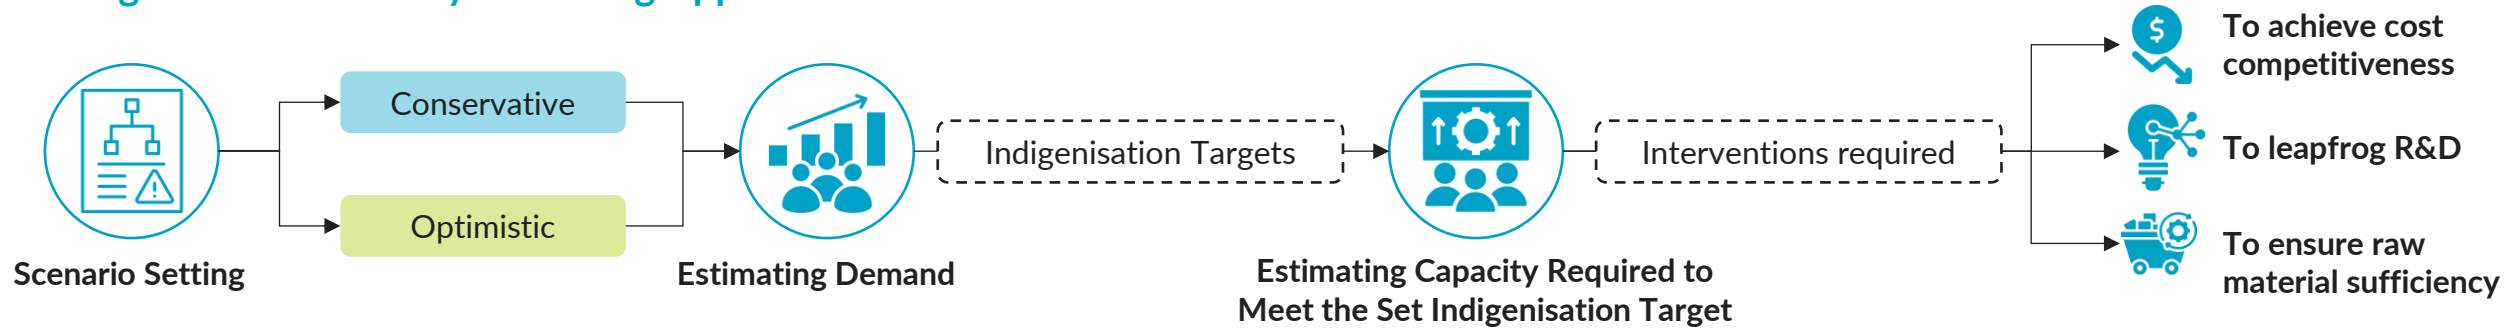 Scenario Setting
Conservative
Optimistic
Estimating Demand
Indigenisation Targets
Estimating Capacity Required to
Meet the Set Indigenisation Target
Interventions required
$
To achieve cost
competitiveness
To leapfrog R&D
To ensure raw
material sufficiency